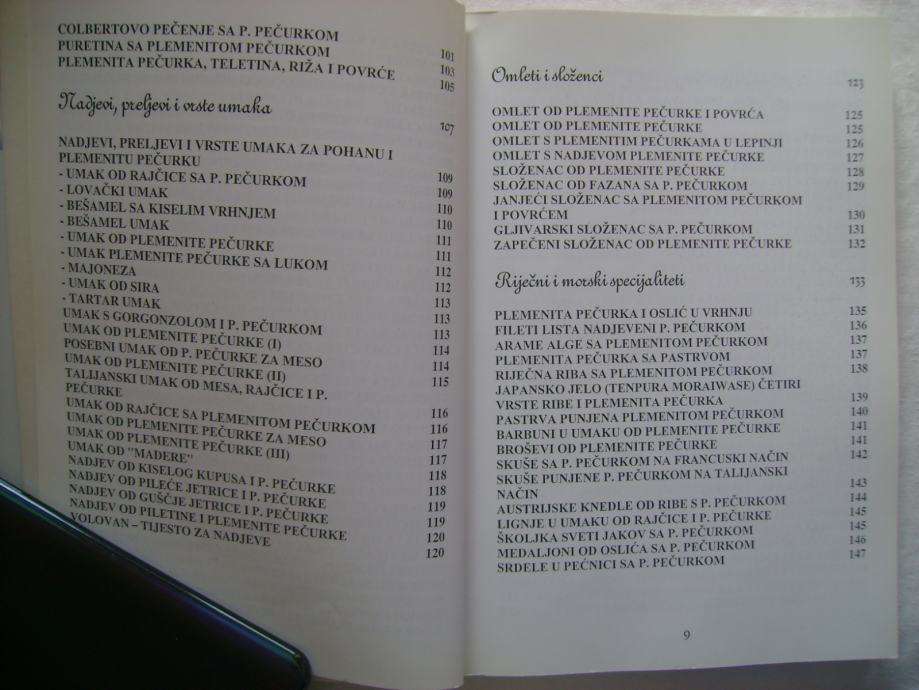 COLBERTOVO PEČENJE SA P. PEČURKOM 101
PURETINA SA PLEMENITOM PEČURKOM 103
PLEMENITA PEČURKA, TELETINA, RIŽA I POVRĆE 105
Nadjevi, preljevi i vrste umaka 107
NADJEVI, PRELJEVI I VRSTE UMAKA ZA POHANU I
PLEMENITU PEČURKU 109
- UMAK OD RAJČICE SA P. PEČURKOM 109
- LOVAČKI UMAK 110
- BEŠAMEL SA KISELIM VRHNJEM 110
- BEŠAMEL UMAK 111
- UMAK OD PLEMENITE PEČURKE 111
- UMAK PLEMENITE PEČURKE SA LUKOM 112
- MAJONEZA 112
- UMAK OD SIRA 113
- TARTAR UMAK 113
UMAK S GORGONZOLOM I P. PEČURKOM 113
UMAK OD PLEMENITE PEČURKE (I) 114
POSEBNI UMAK OD P. PEČURKE ZA MESO 114
UMAK OD PLEMENITE PEČURKE (II) 115
TALIJANSKI UMAK OD MESA, RAJČICE I P.
PEČURKE 116
UMAK OD RAJČICE SA PLEMENITOM PEČURKOM 116
UMAK OD PLEMENITE PEČURKE ZA MESO 117
UMAK OD PLEMENITE PEČURKE (III) 117
UMAK OD "MADERE" 118
NADJEV OD KISELOG KUPUSA I P. PEČURKE 118
NADJEV OD PILEĆE JETRICE I P. PEČURKE 119
NADJEV OD GUŠČJE JETRICE I P. PEČURKE 119
NADJEV OD PILETINE I PLEMENITE PEČURKE 120
VOLOVAN – TIJESTO ZA NADJEVE 120
Omleti i složenci 123
OMLET OD PLEMENITE PEČURKE I POVRĆA 125
OMLET OD PLEMENITE PEČURKE 125
OMLET S PLEMENITIM PEČURKAMA U LEPINJI 126
OMLET S NADJEVOM PLEMENITE PEČURKE 127
SLOŽENAC OD PLEMENITE PEČURKE 128
SLOŽENAC OD FAZANA SA P. PEČURKOM 129
JANJEĆI SLOŽENAC SA PLEMENITOM PEČURKOM
I POVRĆEM 130
GLJIVARSKI SLOŽENAC SA P. PEČURKOM 131
ZAPEČENI SLOŽENAC OD PLEMENITE PEČURKE 132
Riječni i morski specijaliteti 133
PLEMENITA PEČURKA I OSLIĆ U VRHNJU 135
FILETI LISTA NADJEVENI P. PEČURKOM 136
ARAME ALGE SA PLEMENITOM PEČURKOM 137
PLEMENITA PEČURKA SA PASTRVOM 137
RIJEČNA RIBA SA PLEMENITOM PEČURKOM 138
JAPANSKO JELO (TENPURA MORAIWASE) ČETIRI
VRSTE RIBE I PLEMENITA PEČURKA 139
PASTRVA PUNJENA PLEMENITOM PEČURKOM 140
BARBUNI U UMAKU OD PLEMENITE PEČURKE 141
BROŠEVI OD PLEMENITE PEČURKE 141
SKUŠE SA P. PEČURKOM NA FRANCUSKI NAČIN 142
SKUŠE PUNJENE P. PEČURKOM NA TALIJANSKI
NAČIN 143
AUSTRIJSKE KNEDLE OD RIBE S P. PEČURKOM 144
LIGNJE U UMAKU OD RAJČICE I P. PEČURKE 145
ŠKOLJKA SVETI JAKOV SA P. PEČURKOM 145
MEDALJONI OD OSLIĆA SA P. PEČURKOM 146
SRDELE U PEĆNICI SA P. PEČURKOM 147
9